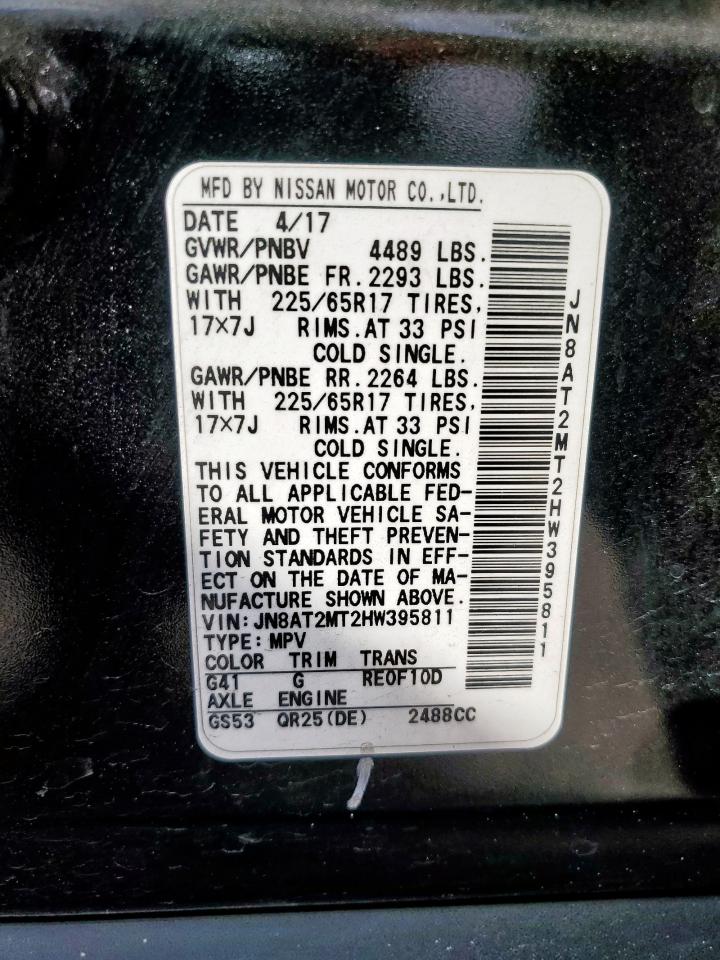 MFD BY NISSAN MOTOR CO.,LTD.
DATE 4/17
GVWR/PNBV 4489 LBS.
GAWR/PNBE FR.2293 LBS.
WITH 225/65R17 TIRES,
17×7J RIMS.AT 33 PSI
COLD SINGLE.
GAWR/PNBE RR.2264 LBS.
WITH 225/65R17 TIRES,
17×7J RIMS.AT 33 PSI
COLD SINGLE.
THIS VEHICLE CONFORMS
TO ALL APPLICABLE FED-
ERAL MOTOR VEHICLE SA-
FETY AND THEFT PREVEN-
TION STANDARDS IN EFF-
ECT ON THE DATE OF MA-
NUFACTURE SHOWN ABOVE.
VIN:JN8AT2MT2HW395811
TYPE:MPV
COLOR TRIM TRANS
G41 G RE0F10D
AXLE ENGINE
GS53 QR25(DE) 2488CC
JN8AT2MT2HW395811